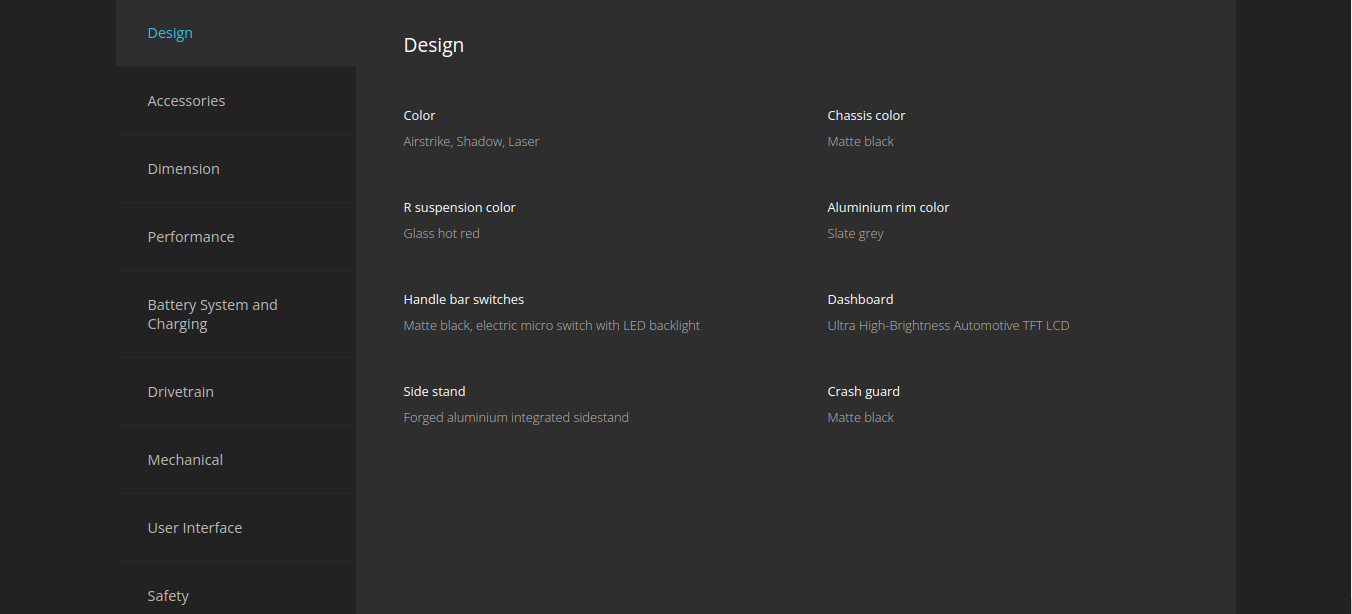 Design
Accessories
Dimension
Performance
Battery System and
Charging
Drivetrain
Mechanical
User Interface
Safety
Design
Color
Airstrike, Shadow, Laser
Chassis color
Matte black
R suspension color
Glass hot red
Aluminium rim color
Slate grey
Handle bar switches
Matte black, electric micro switch with LED backlight
Dashboard
Ultra High-Brightness Automotive TFT LCD
Side stand
Forged aluminium integrated sidestand
Crash guard
Matte black